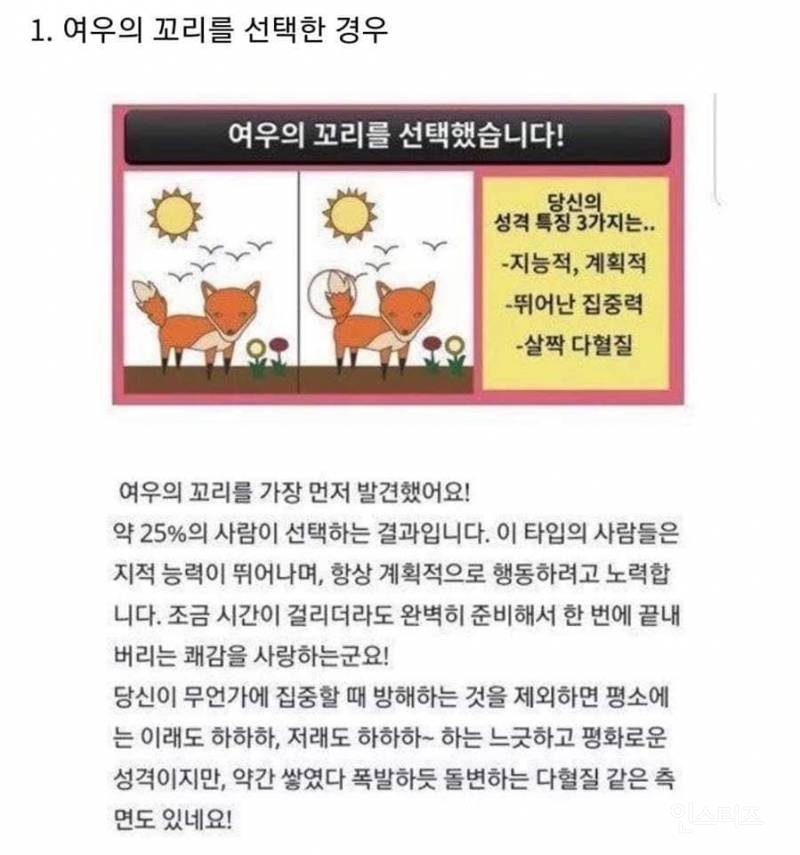 1. 여우의 꼬리를 선택한 경우
여우의 꼬리를 선택했습니다!
당신의
성격 특징 3가지는..
-지능적, 계획적
-뛰어난 집중력
-살짝 다혈질
여우의 꼬리를 가장 먼저 발견했어요!
약 25%의 사람이 선택하는 결과입니다. 이 타입의 사람들은
지적 능력이 뛰어나며, 항상 계획적으로 행동하려고 노력합
니다. 조금 시간이 걸리더라도 완벽히 준비해서 한 번에 끝내
버리는 쾌감을 사랑하는군요!
당신이 무언가에 집중할 때 방해하는 것을 제외하면 평소에
는 이래도 하하하, 저래도 하하하~ 하는 느긋하고 평화로운
성격이지만, 약간 쌓였다 폭발하듯 돌변하는 다혈질 같은 측
면도 있네요!
인스티즈